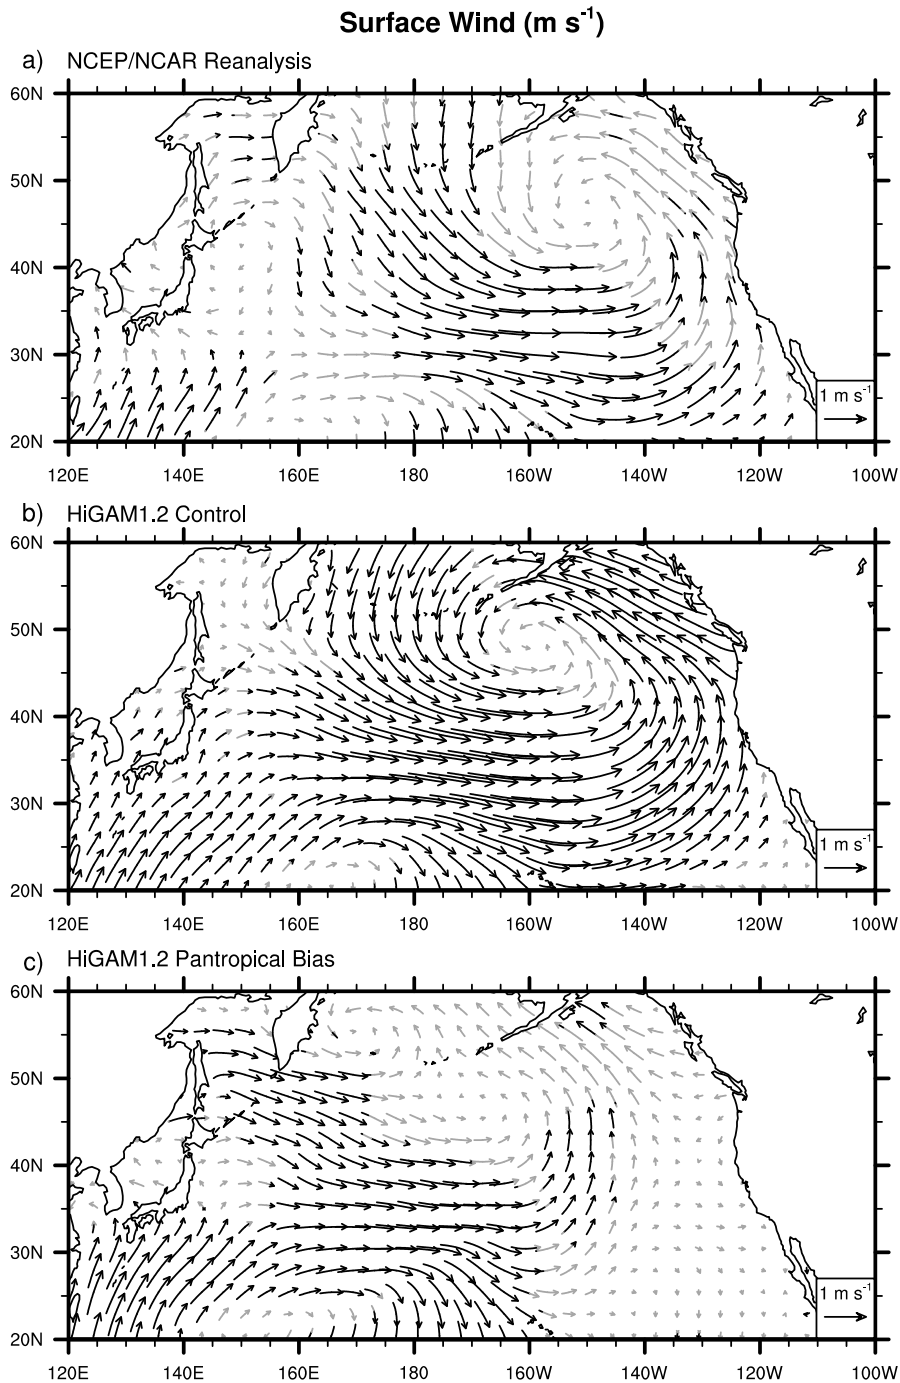 Surface Wind (m s⁻¹)
a) NCEP/NCAR Reanalysis
60N
50N
40N
30N
20N
1 m s⁻¹
120E 140E 160E 180 160W 140W 120W 100W
b) HiGAM1.2 Control
60N
50N
40N
30N
20N
1 m s⁻¹
120E 140E 160E 180 160W 140W 120W 100W
c) HiGAM1.2 Pantropical Bias
60N
50N
40N
30N
20N
1 m s⁻¹
120E 140E 160E 180 160W 140W 120W 100W